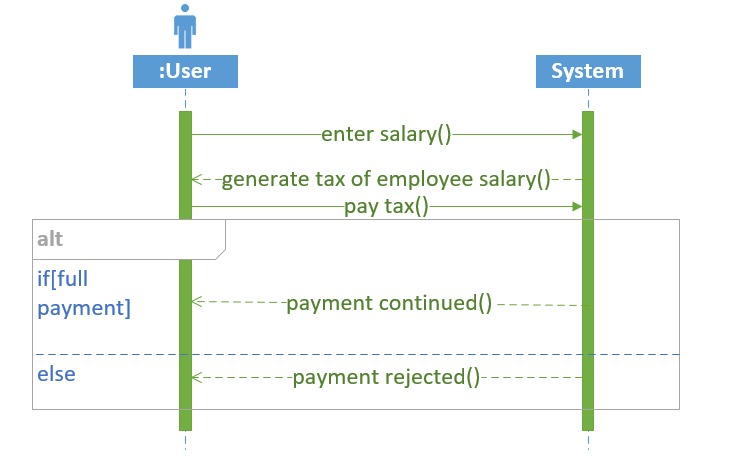 :User
System
enter salary()
generate tax of employee salary()
pay tax()
alt
if[full
payment]
payment continued()
else
payment rejected()